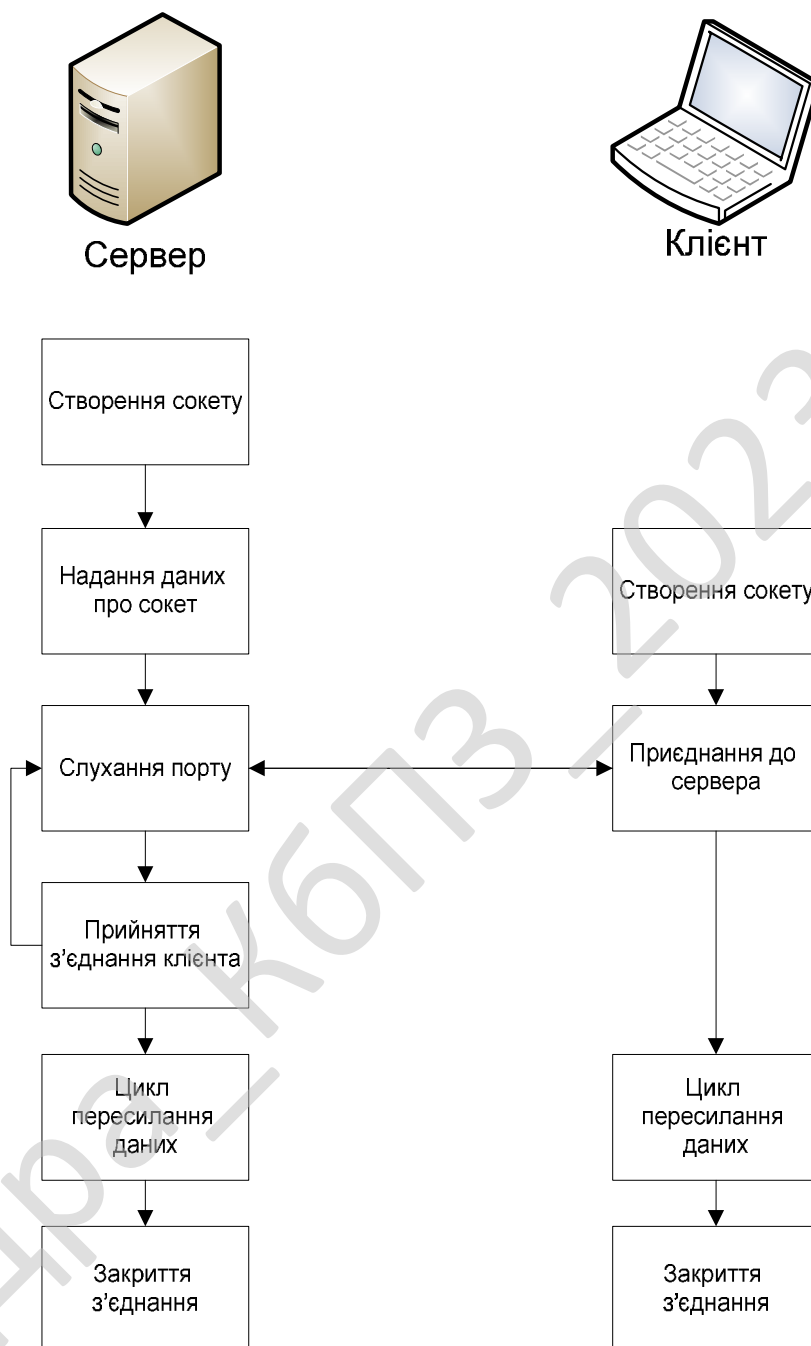 Сервер
Клієнт
Створення сокету
Надання даних
про сокет
Створення сокету
Слухання порту
Приєднання до
сервера
Прийняття
з’єднання клієнта
Цикл
пересилання
даних
Цикл
пересилання
даних
Закриття
з’єднання
Закриття
з’єднання